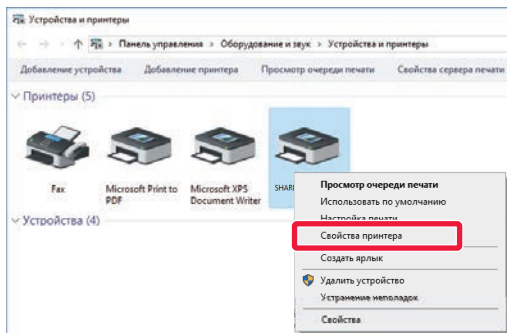 Устройства и принтеры
Панель управления › Оборудование и звук › Устройства и принтеры
Добавление устройства Добавление принтера Просмотр очереди печати Свойства сервера печати
Принтеры (5)
Fax
Microsoft Print to PDF
Microsoft XPS Document Writer
Просмотр очереди печати
Использовать по умолчанию
Настройка печати
Свойства принтера
Создать ярлык
Удалить устройство
Устранение неполадок
Свойства
Устройства (4)